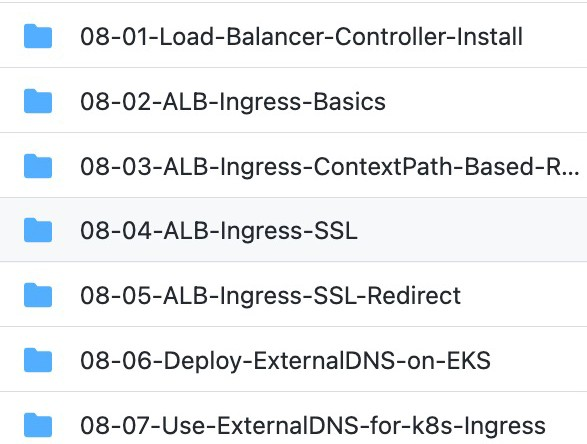 08-01-Load-Balancer-Controller-Install
08-02-ALB-Ingress-Basics
08-03-ALB-Ingress-ContextPath-Based-R...
08-04-ALB-Ingress-SSL
08-05-ALB-Ingress-SSL-Redirect
08-06-Deploy-ExternalDNS-on-EKS
08-07-Use-ExternalDNS-for-k8s-Ingress